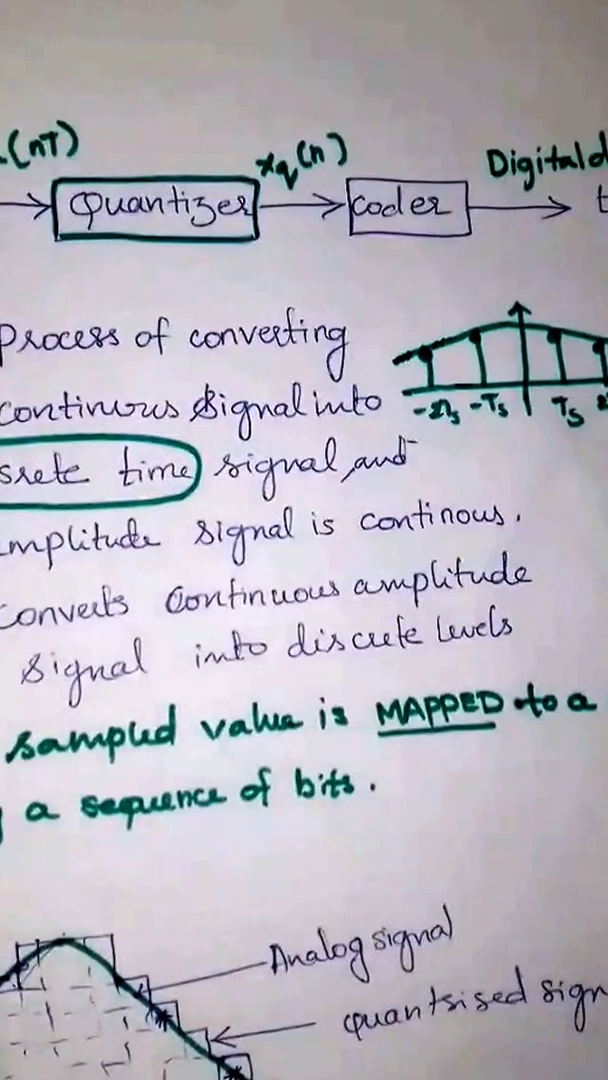 (nT)
xq(n)
Digital d
Quantizer
coder
t
Process of converting
continuous signal into
-Ts
Ts
srete time signal, and
mplitude signal is continous.
converts Continuous amplitude
signal into discrete levels
sampled value is MAPPED to a
a sequence of bits.
Analog signal
quantsised sign